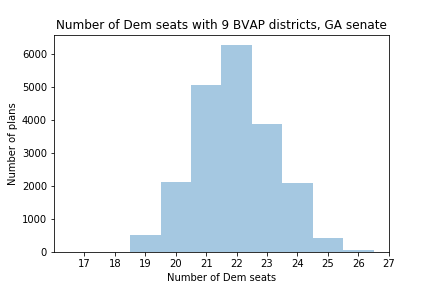 Number of Dem seats with 9 BVAP districts, GA senate
6000
5000
4000
3000
2000
1000
0
Number of plans
17 18 19 20 21 22 23 24 25 26 27
Number of Dem seats